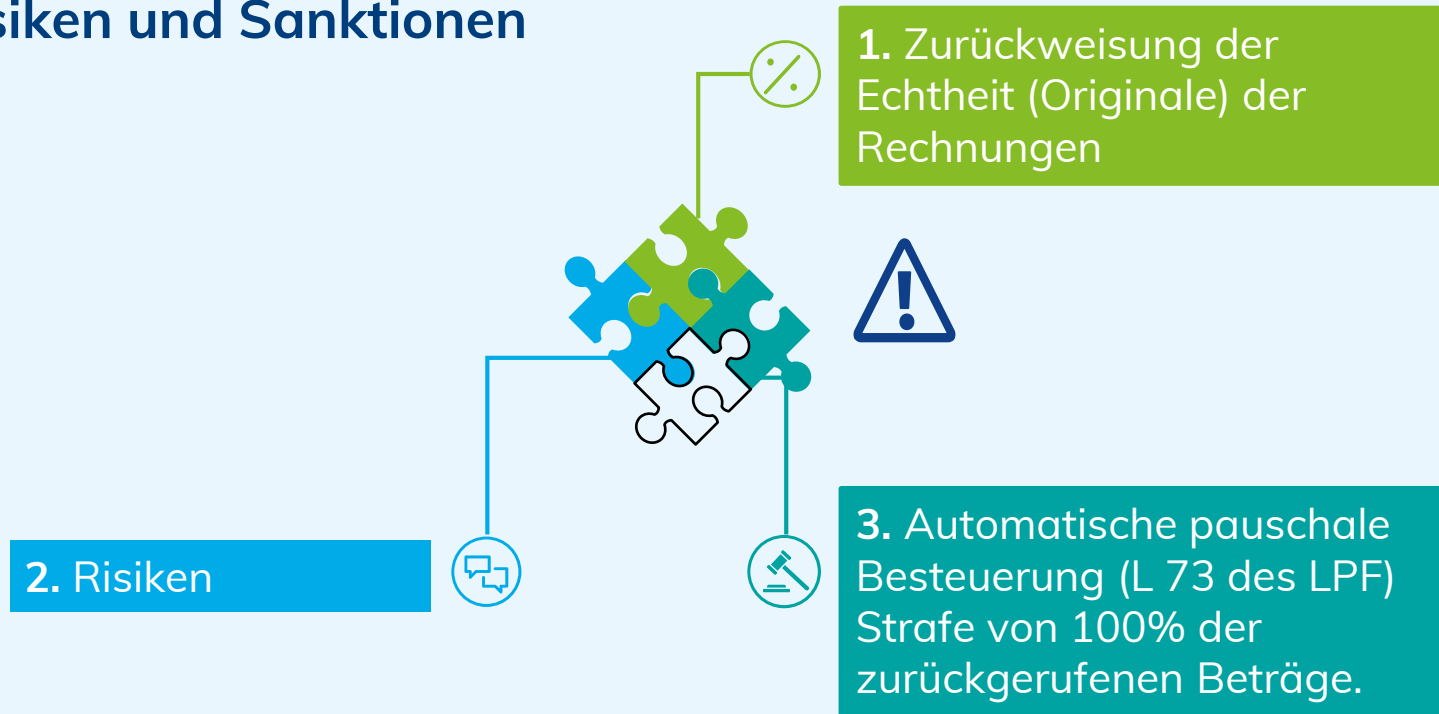 siken und Sanktionen
1. Zurückweisung der
Echtheit (Originale) der
Rechnungen
2. Risiken
3. Automatische pauschale
Besteuerung (L 73 des LPF)
Strafe von 100% der
zurückgerufenen Beträge.